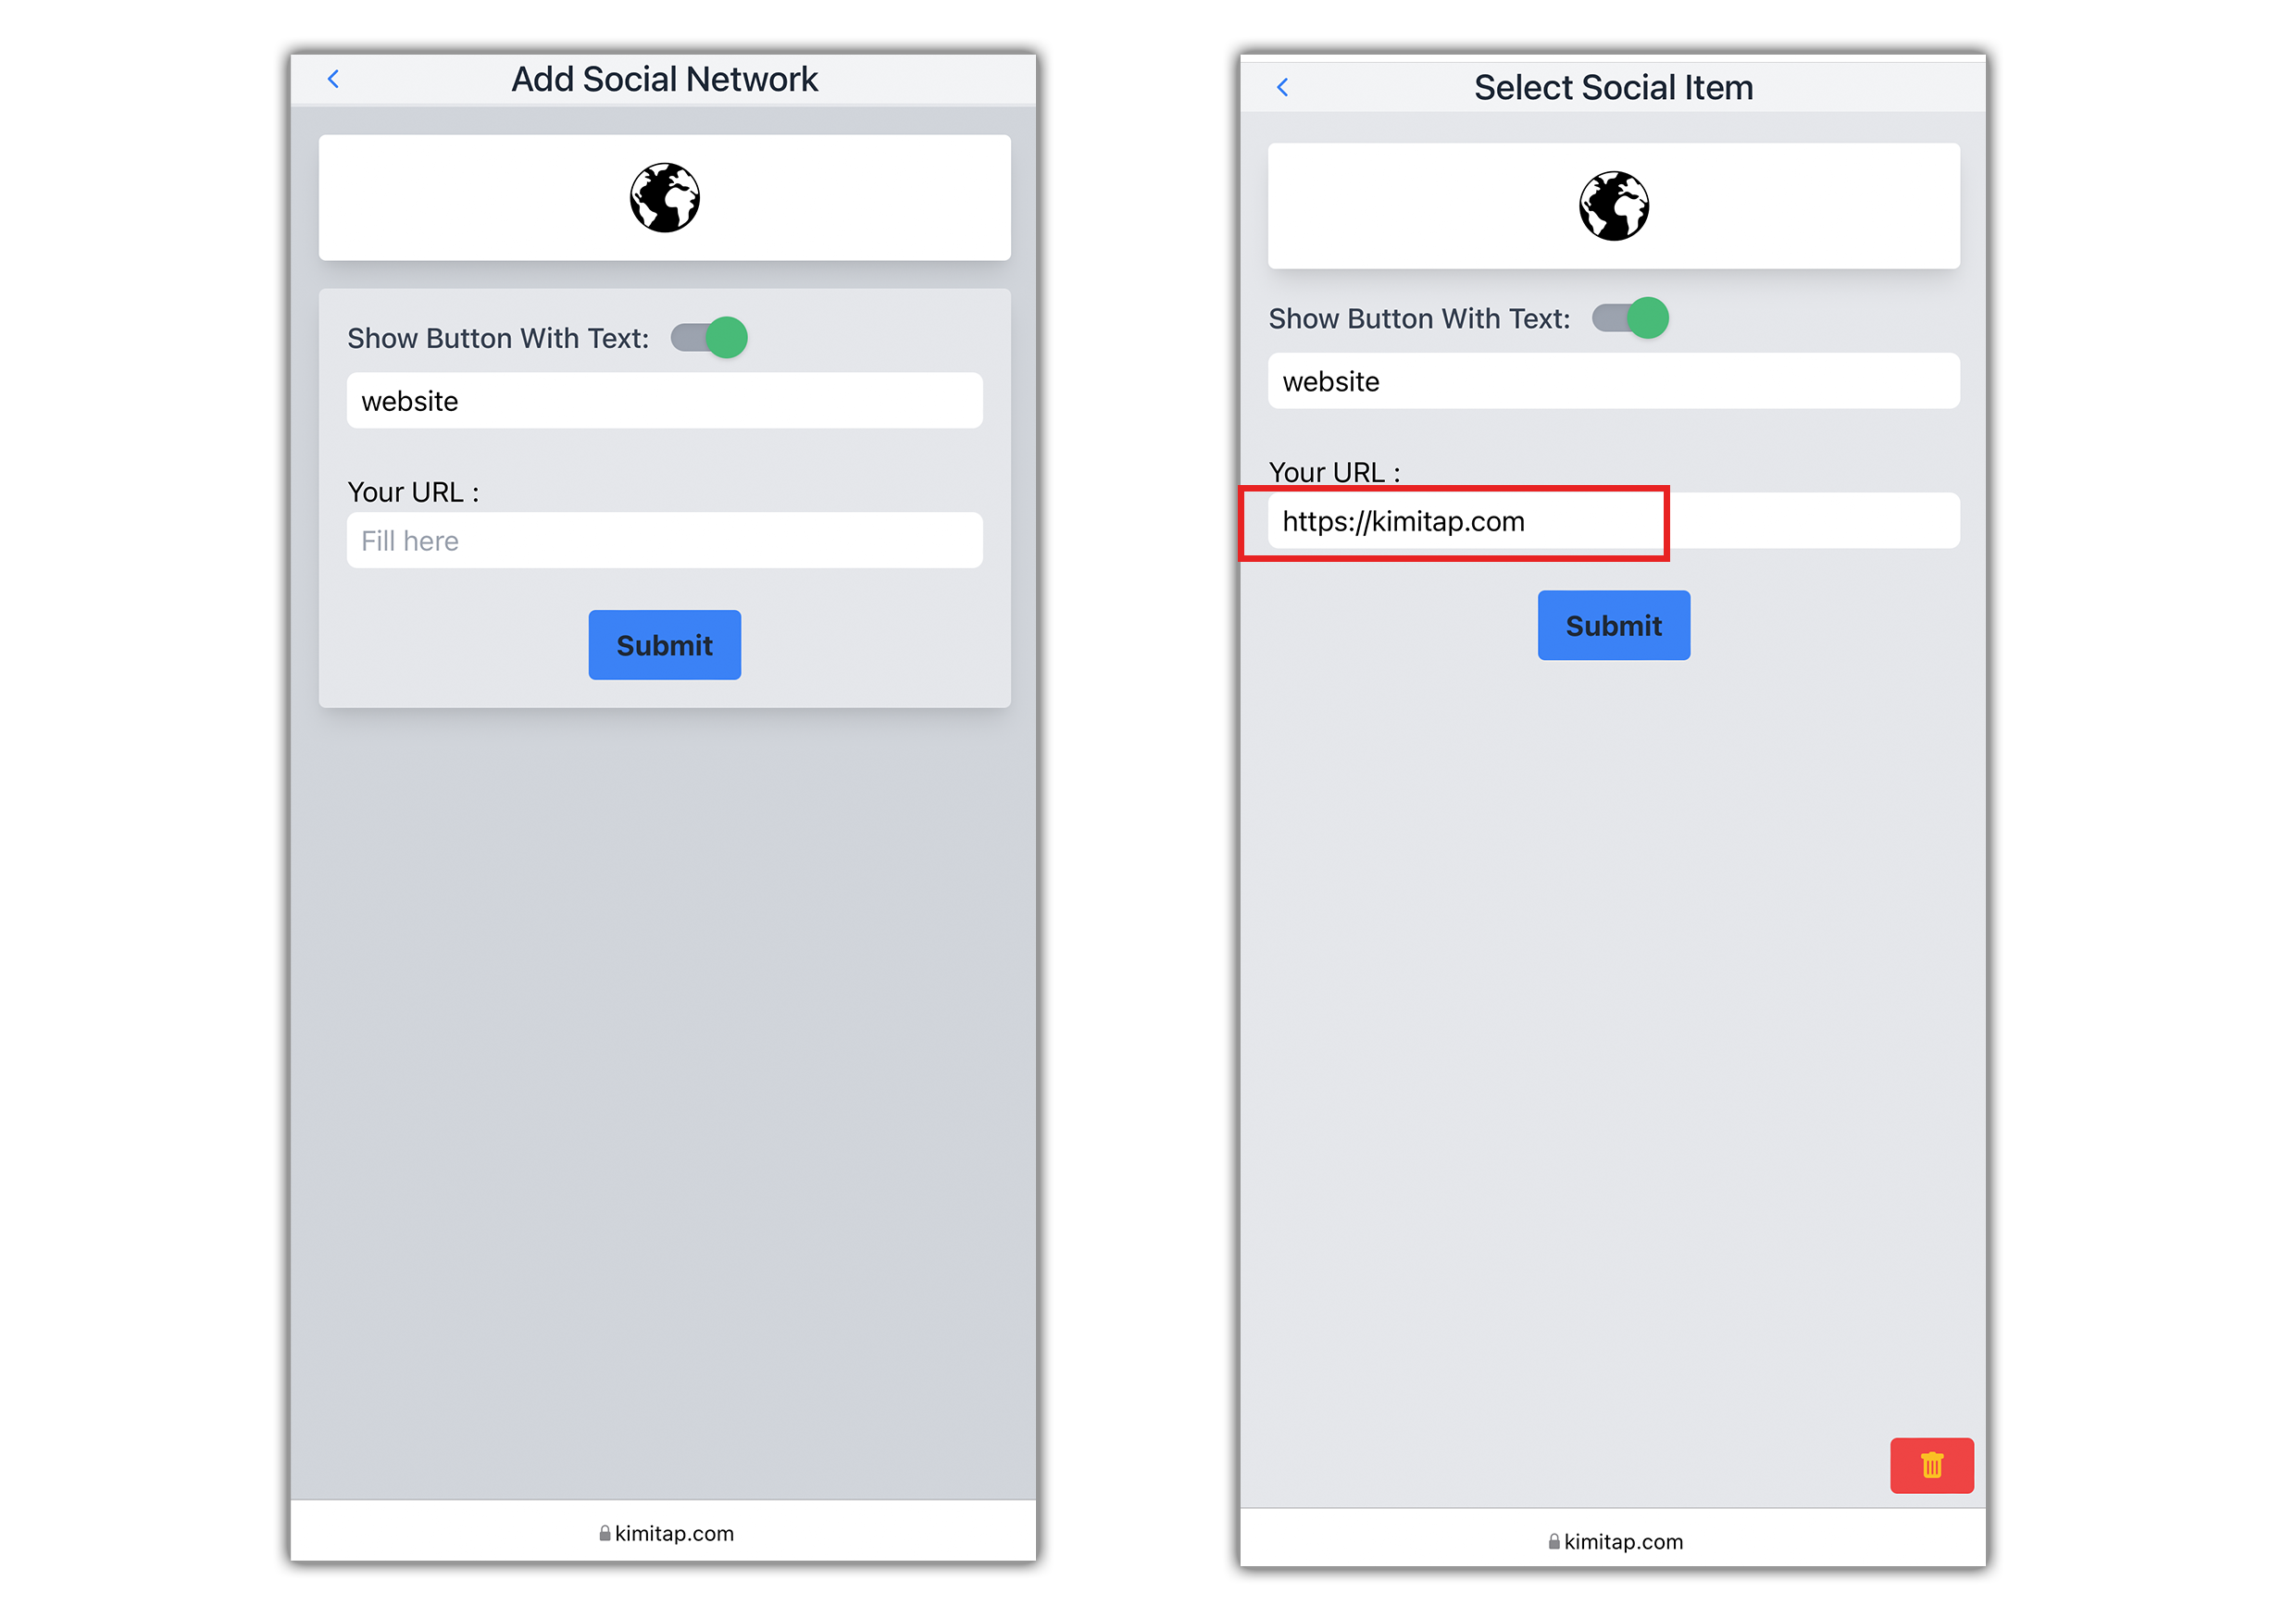 Add Social Network
Show Button With Text:
website
Your URL :
Fill here
Submit
kimitap.com
Select Social Item
Show Button With Text:
website
Your URL :
https://kimitap.com
Submit
kimitap.com